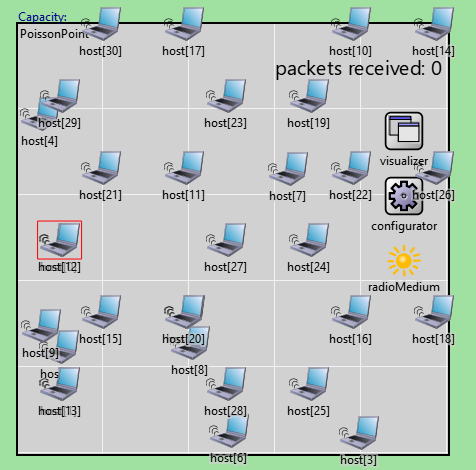 Capacity:
PoissonPoint
host[30]
host[17]
host[10]
host[14]
packets received: 0
host[29]
host[23]
host[19]
host[4]
visualizer
host[21]
host[11]
host[7]
host[22]
host[26]
configurator
host[12]
host[27]
host[24]
radioMedium
host[15]
host[20]
host[16]
host[18]
host[9]
host[8]
hos
host[13]
host[28]
host[25]
host[6]
host[3]